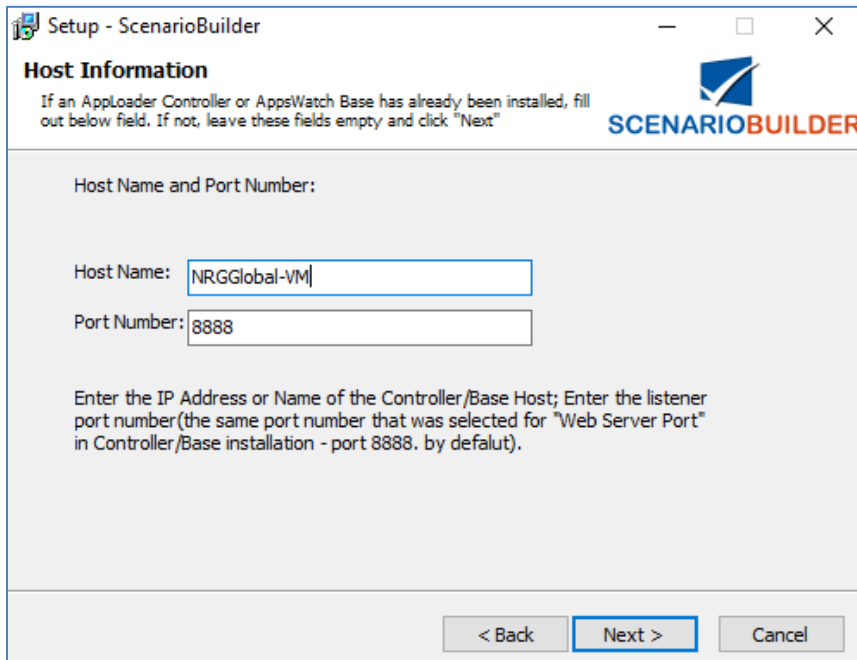 Setup - ScenarioBuilder
Host Information
If an AppLoader Controller or AppsWatch Base has already been installed, fill
out below field. If not, leave these fields empty and click "Next"
SCENARIOBUILDER
Host Name and Port Number:
Host Name: NRGGlobal-VM
Port Number: 8888
Enter the IP Address or Name of the Controller/Base Host; Enter the listener
port number(the same port number that was selected for "Web Server Port"
in Controller/Base installation - port 8888. by defalut).
< Back Next > Cancel